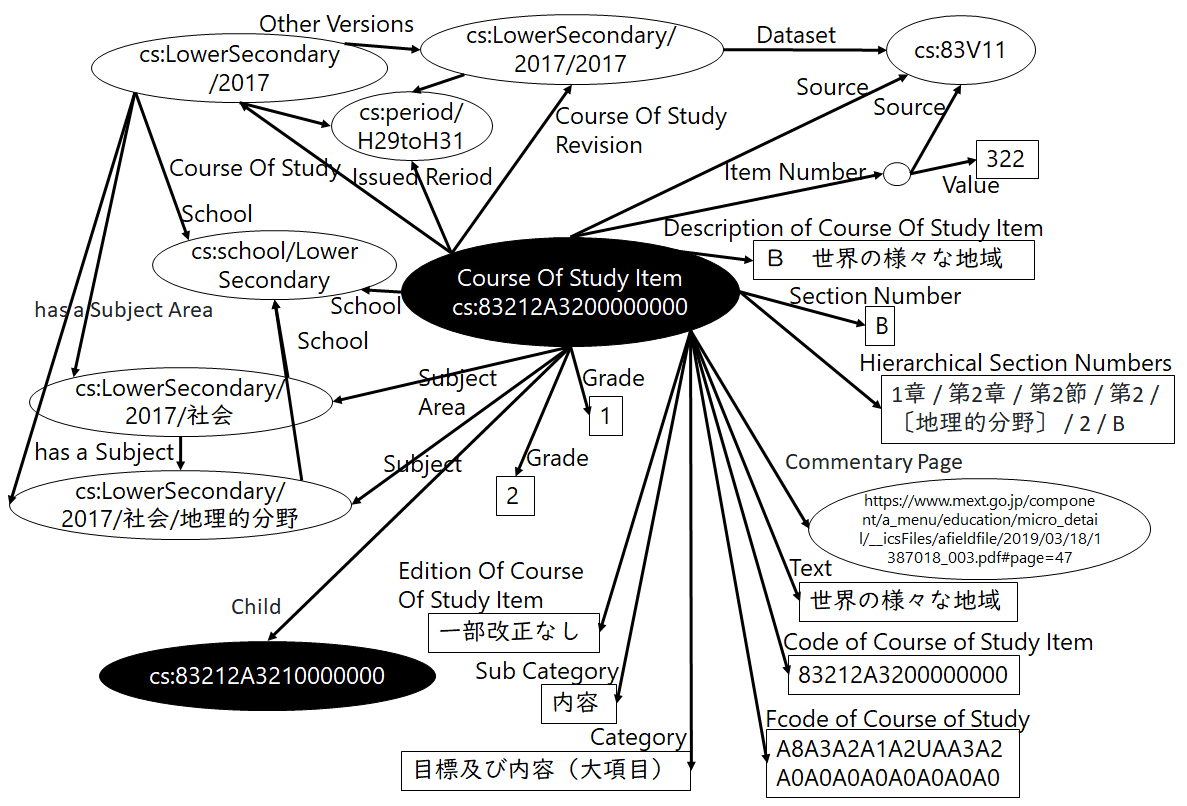 Other Versions
cs:LowerSecondary
/2017
cs:LowerSecondary/
2017/2017
Dataset
cs:83V11
cs:period/
H29toH31
Source
Source
Course Of Study
Revision
Course Of Study
Issued Reriod
Item Number
322
Value
School
cs:school/Lower
Secondary
Description of Course Of Study Item
B 世界の様々な地域
Course Of Study Item
cs:83212A3200000000
Section Number
B
School
has a Subject Area
School
Hierarchical Section Numbers
1章 / 第2章 / 第2節 / 第2 /
〔地理的分野〕 / 2 / B
cs:LowerSecondary/
2017/社会
Subject
Area
Grade
1
has a Subject
Subject
Grade
2
Commentary Page
cs:LowerSecondary/
2017/社会/地理的分野
https://www.mext.go.jp/compone
nt/a_menu/education/micro_detai
l/__icsFiles/afieldfile/2019/03/18/1
387018_003.pdf#page=47
Text
世界の様々な地域
Edition Of Course
Of Study Item
一部改正なし
Child
cs:83212A3210000000
Code of Course of Study Item
83212A3200000000
Sub Category
内容
Fcode of Course of Study
A8A3A2A1A2UAA3A2
A0A0A0A0A0A0A0A0
Category
目標及び内容（大項目）